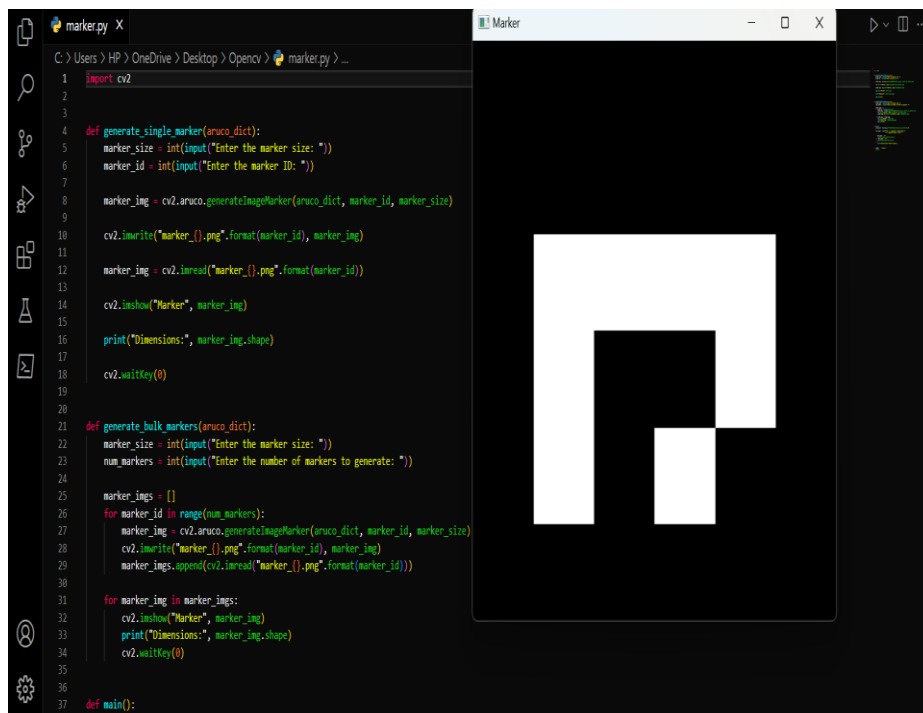 marker.py X
Marker
C: > Users > HP > OneDrive > Desktop > Opencv > marker.py > ...
1 import cv2
2
3
4 def generate_single_marker(aruco_dict):
5 marker_size = int(input("Enter the marker size: "))
6 marker_id = int(input("Enter the marker ID: "))
7
8 marker_img = cv2.aruco.generateImageMarker(aruco_dict, marker_id, marker_size)
9
10 cv2.imwrite("marker_{}.png".format(marker_id), marker_img)
11
12 marker_img = cv2.imread("marker_{}.png".format(marker_id))
13
14 cv2.imshow("Marker", marker_img)
15
16 print("Dimensions:", marker_img.shape)
17
18 cv2.waitKey(0)
19
20
21 def generate_bulk_markers(aruco_dict):
22 marker_size = int(input("Enter the marker size: "))
23 num_markers = int(input("Enter the number of markers to generate: "))
24
25 marker_imgs = []
26 for marker_id in range(num_markers):
27 marker_img = cv2.aruco.generateImageMarker(aruco_dict, marker_id, marker_size)
28 cv2.imwrite("marker_{}.png".format(marker_id), marker_img)
29 marker_imgs.append(cv2.imread("marker_{}.png".format(marker_id)))
30
31 for marker_img in marker_imgs:
32 cv2.imshow("Marker", marker_img)
33 print("Dimensions:", marker_img.shape)
34 cv2.waitKey(0)
35
36
37 def main():